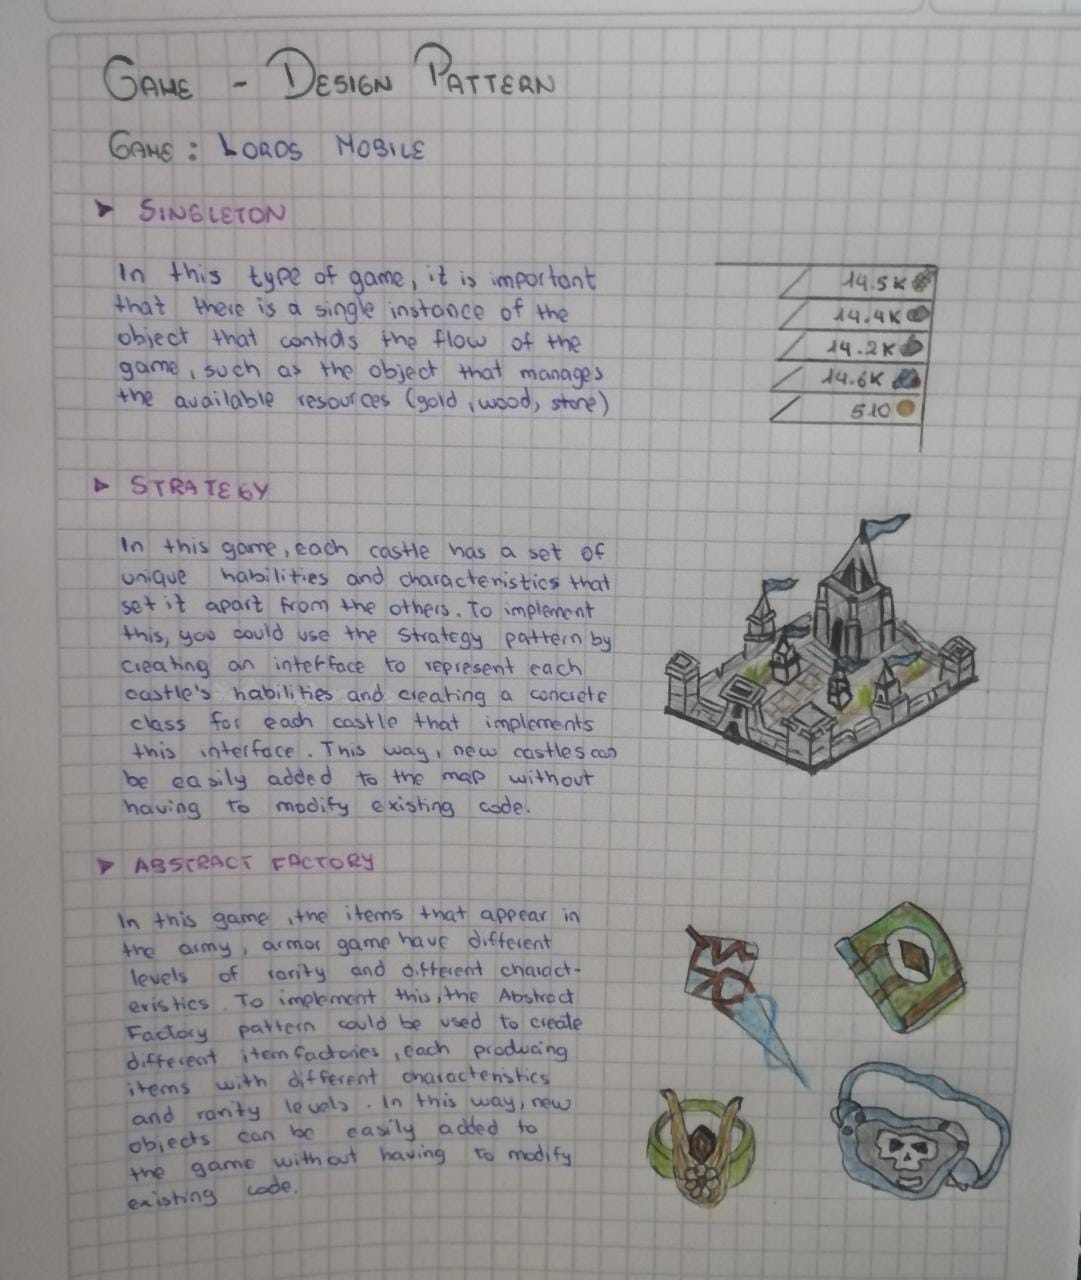 GAME - DESIGN PATTERN
GAME: LORDS MOBILE
➤ SINGLETON
In this type of game, it is important
that there is a single instance of the
object that controls the flow of the
game, such as the object that manages
the available resources (gold, wood, stone)
14.5K
14.4K
14.2K
14.6K
510
➤ STRATEGY
In this game, each castle has a set of
unique habilities and characteristics that
set it apart from the others. To implement
this, you could use the Strategy pattern by
creating an interface to represent each
castle's habilities and creating a concrete
class for each castle that implements
this interface. This way, new castles can
be easily added to the map without
having to modify existing code.
➤ ABSTRACT FACTORY
In this game, the items that appear in
the army, armor game have different
levels of rarity and different charact-
eristics. To implement this, the Abstract
Factory pattern could be used to create
different item factories, each producing
items with different characteristics
and rarity levels. In this way, new
objects can be easily added to
the game without having to modify
existing code.